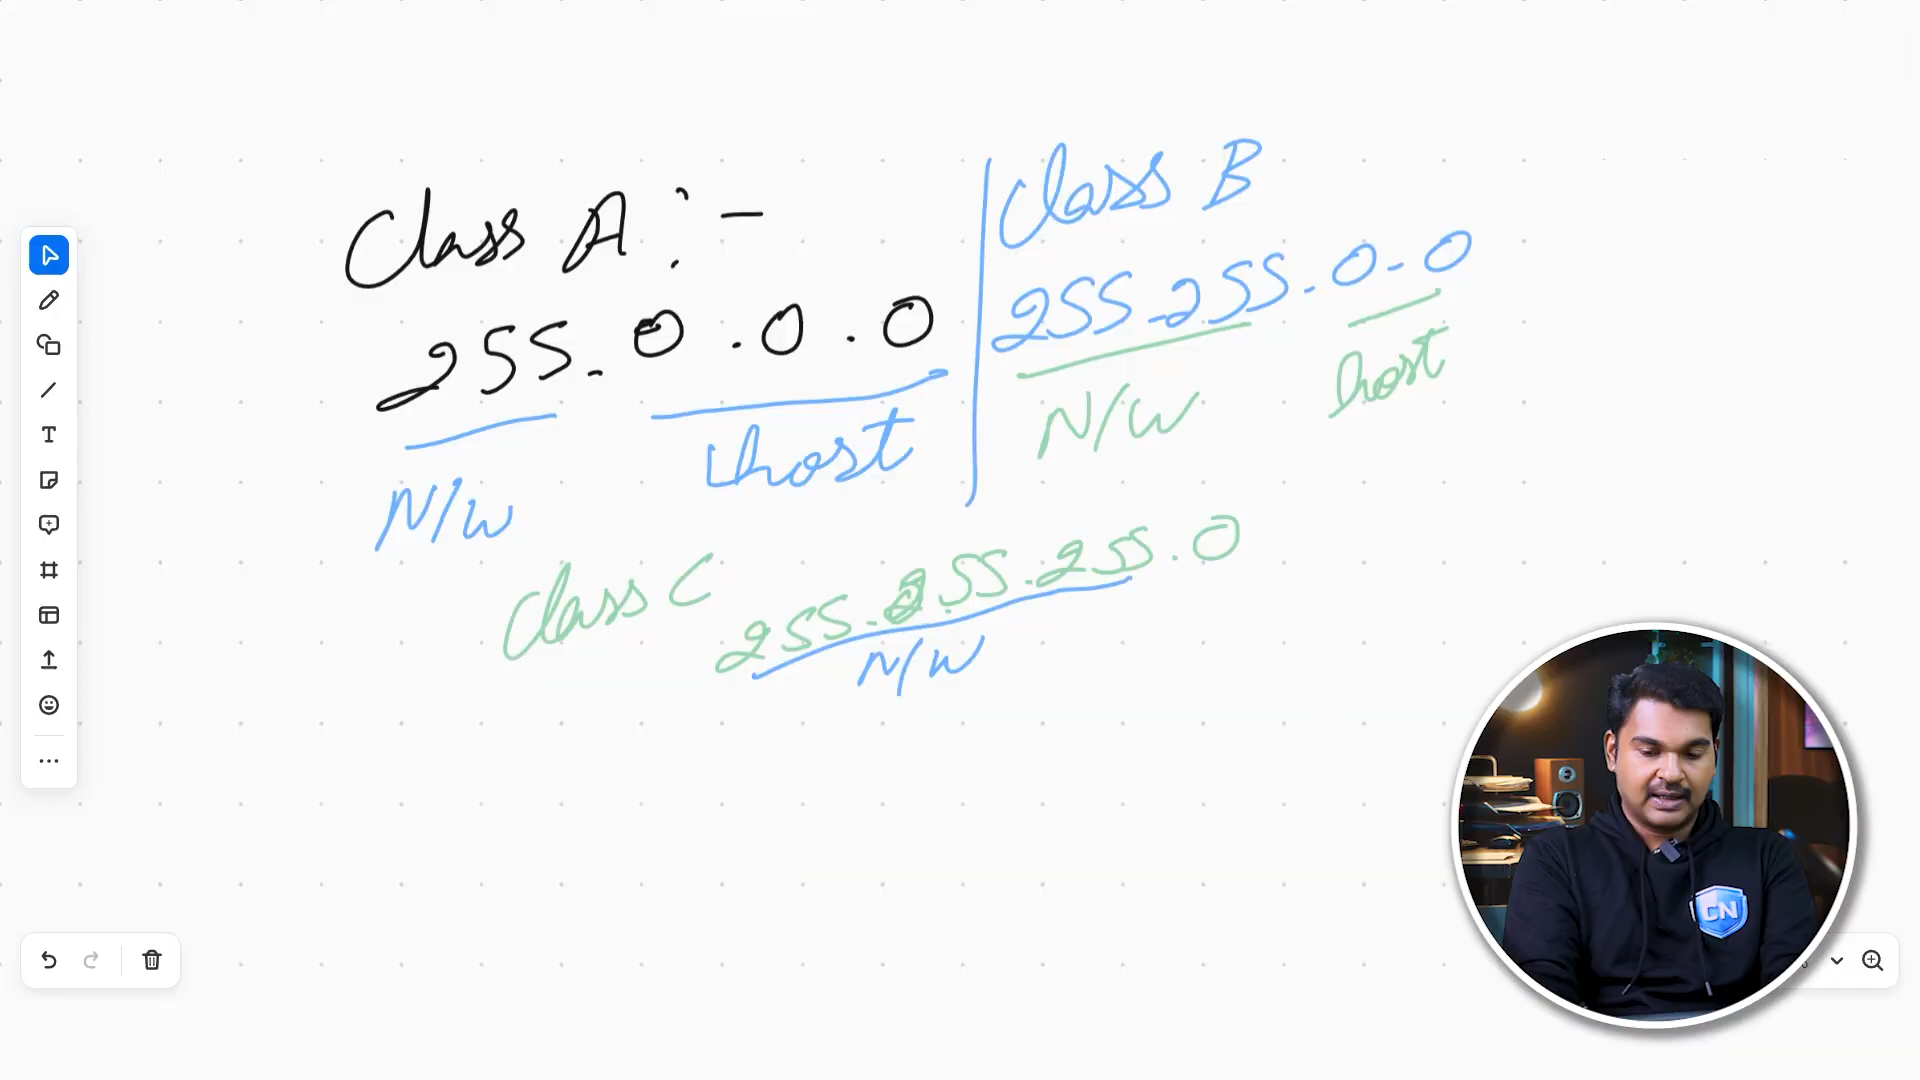 Class A :-
255.0.0.0
N/W
host
Class B
255.255.0.0
N/W
host
Class C 255.255.255.0
N/W
T
CN